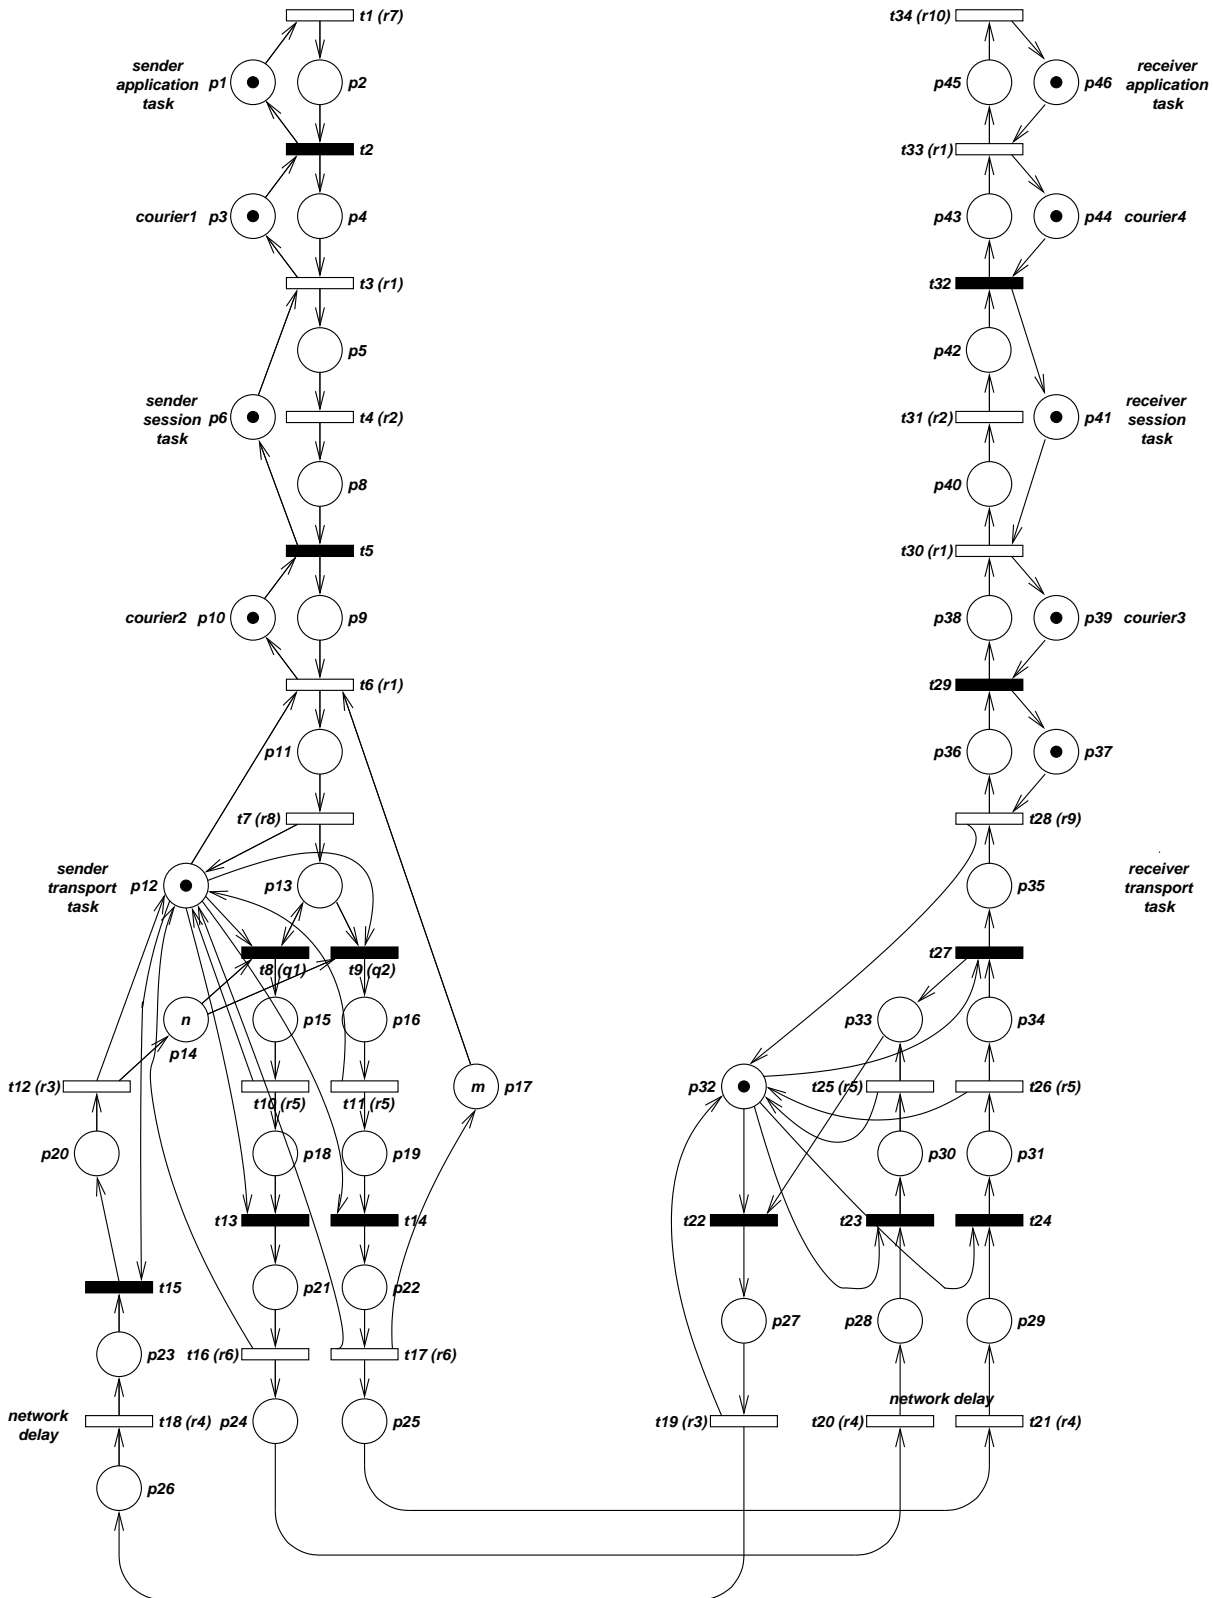 t1 (r7)
t34 (r10)
sender
application
task
p1
p2
p45
p46
receiver
application
task
t2
t33 (r1)
courier1
p3
p4
p43
p44
courier4
t3 (r1)
t32
p5
p42
sender
session
task
p6
t4 (r2)
t31 (r2)
p41
receiver
session
task
p8
p40
t5
t30 (r1)
courier2
p10
p9
p38
p39
courier3
t6 (r1)
t29
p11
p36
p37
t7 (r8)
t28 (r9)
sender
transport
task
p12
p13
p35
receiver
transport
task
t8 (q1)
t9 (q2)
t27
n
p14
p15
p16
p33
p34
t12 (r3)
t10 (r5)
t11 (r5)
m
p17
p32
t25 (r5)
t26 (r5)
p20
p18
p19
p30
p31
t13
t14
t22
t23
t24
t15
p21
p22
p27
p28
p29
p23
t16 (r6)
t17 (r6)
network
delay
t18 (r4)
p24
p25
network delay
t19 (r3)
t20 (r4)
t21 (r4)
p26